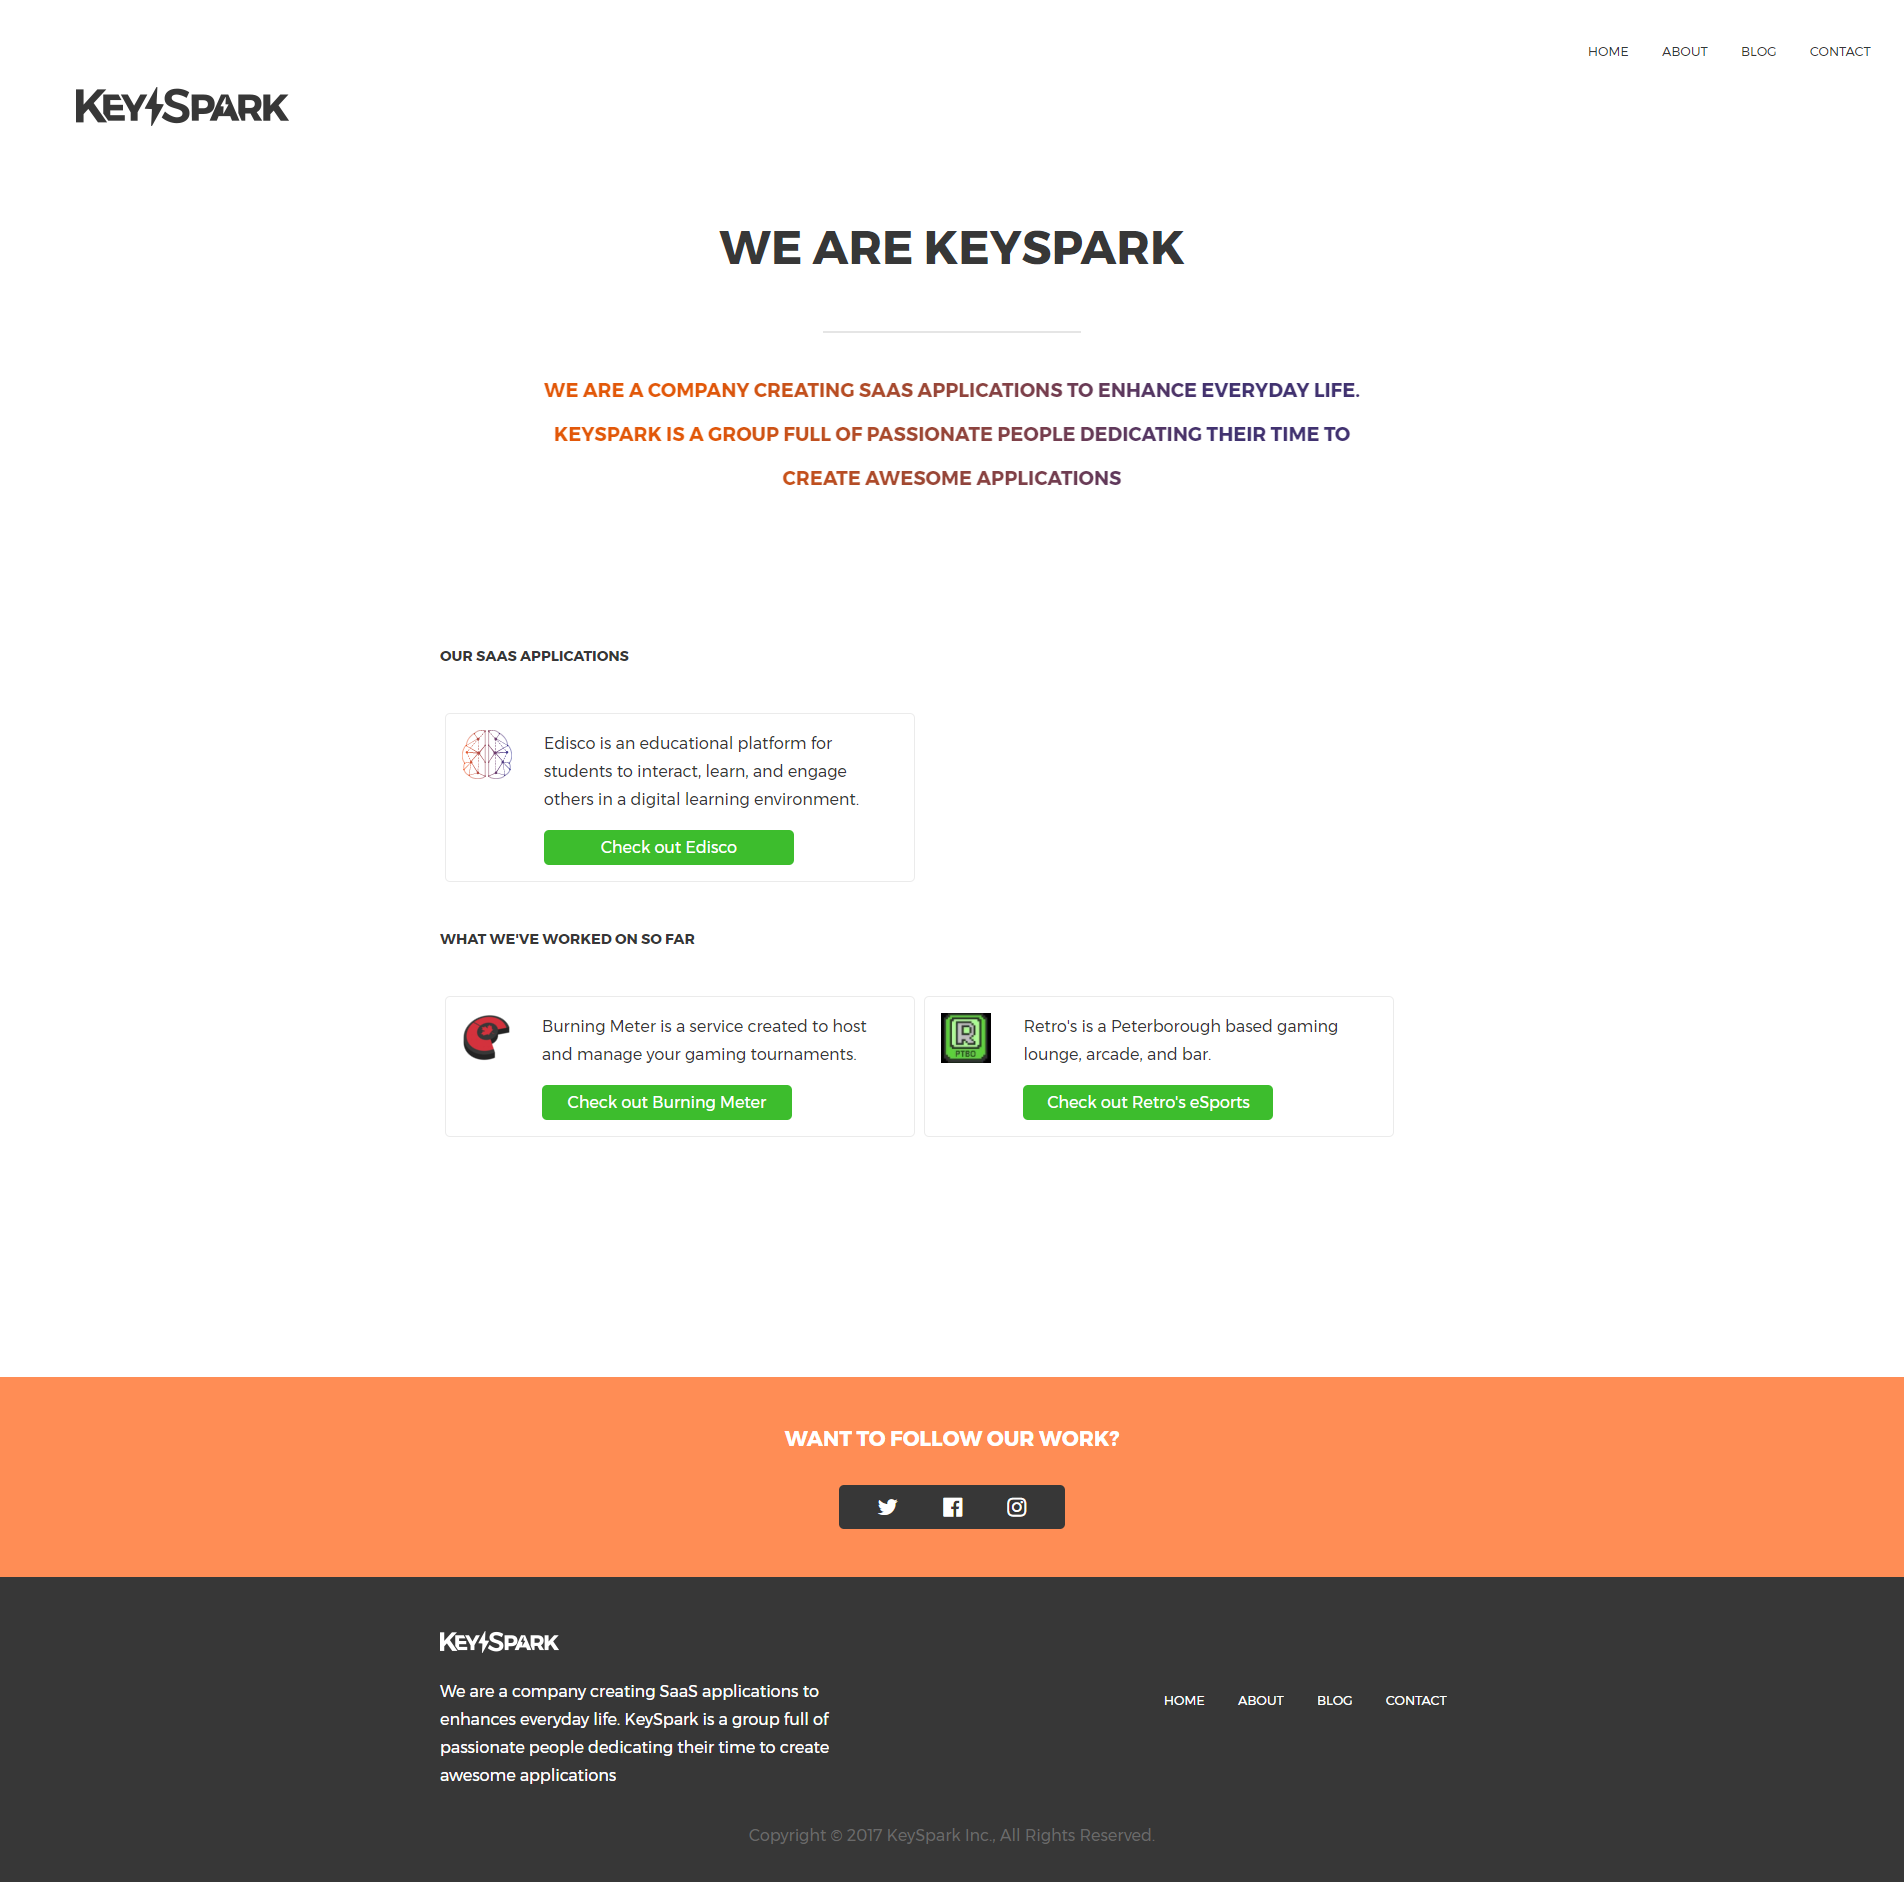 HOME ABOUT BLOG CONTACT
KEYSPARK
WE ARE KEYSPARK
WE ARE A COMPANY CREATING SAAS APPLICATIONS TO ENHANCE EVERYDAY LIFE.
KEYSPARK IS A GROUP FULL OF PASSIONATE PEOPLE DEDICATING THEIR TIME TO
CREATE AWESOME APPLICATIONS
OUR SAAS APPLICATIONS
Edisco is an educational platform for
students to interact, learn, and engage
others in a digital learning environment.
Check out Edisco
WHAT WE'VE WORKED ON SO FAR
Burning Meter is a service created to host
and manage your gaming tournaments.
Check out Burning Meter
R
PTBO
Retro's is a Peterborough based gaming
lounge, arcade, and bar.
Check out Retro's eSports
WANT TO FOLLOW OUR WORK?
KEYSPARK
We are a company creating SaaS applications to
enhances everyday life. KeySpark is a group full of
passionate people dedicating their time to create
awesome applications
HOME ABOUT BLOG CONTACT
Copyright © 2017 KeySpark Inc., All Rights Reserved.